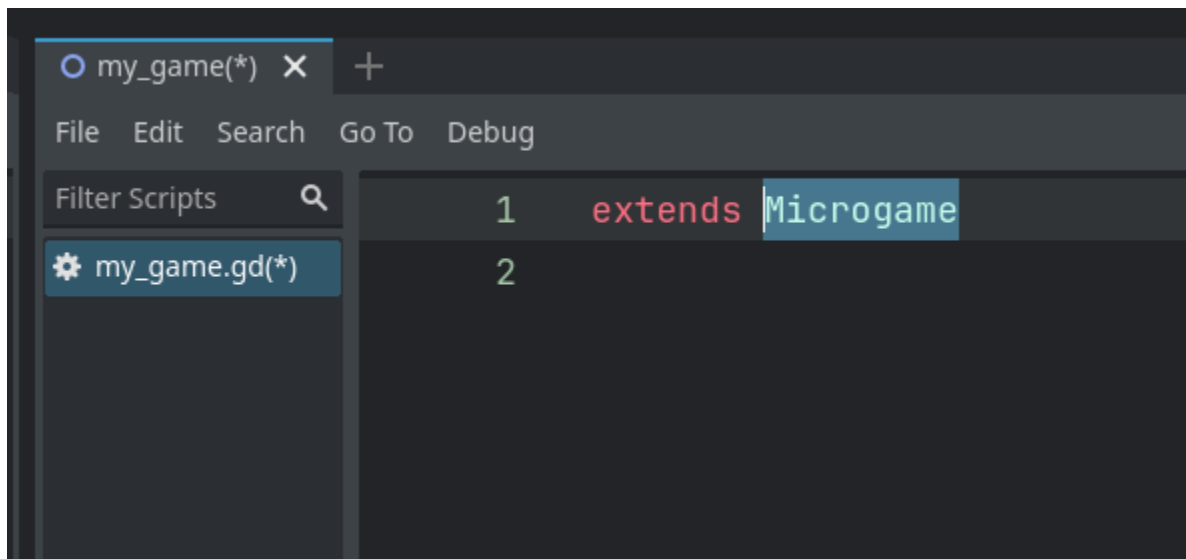 my_game(*)
File Edit Search Go To Debug
Filter Scripts
my_game.gd(*)
1 extends Microgame
2